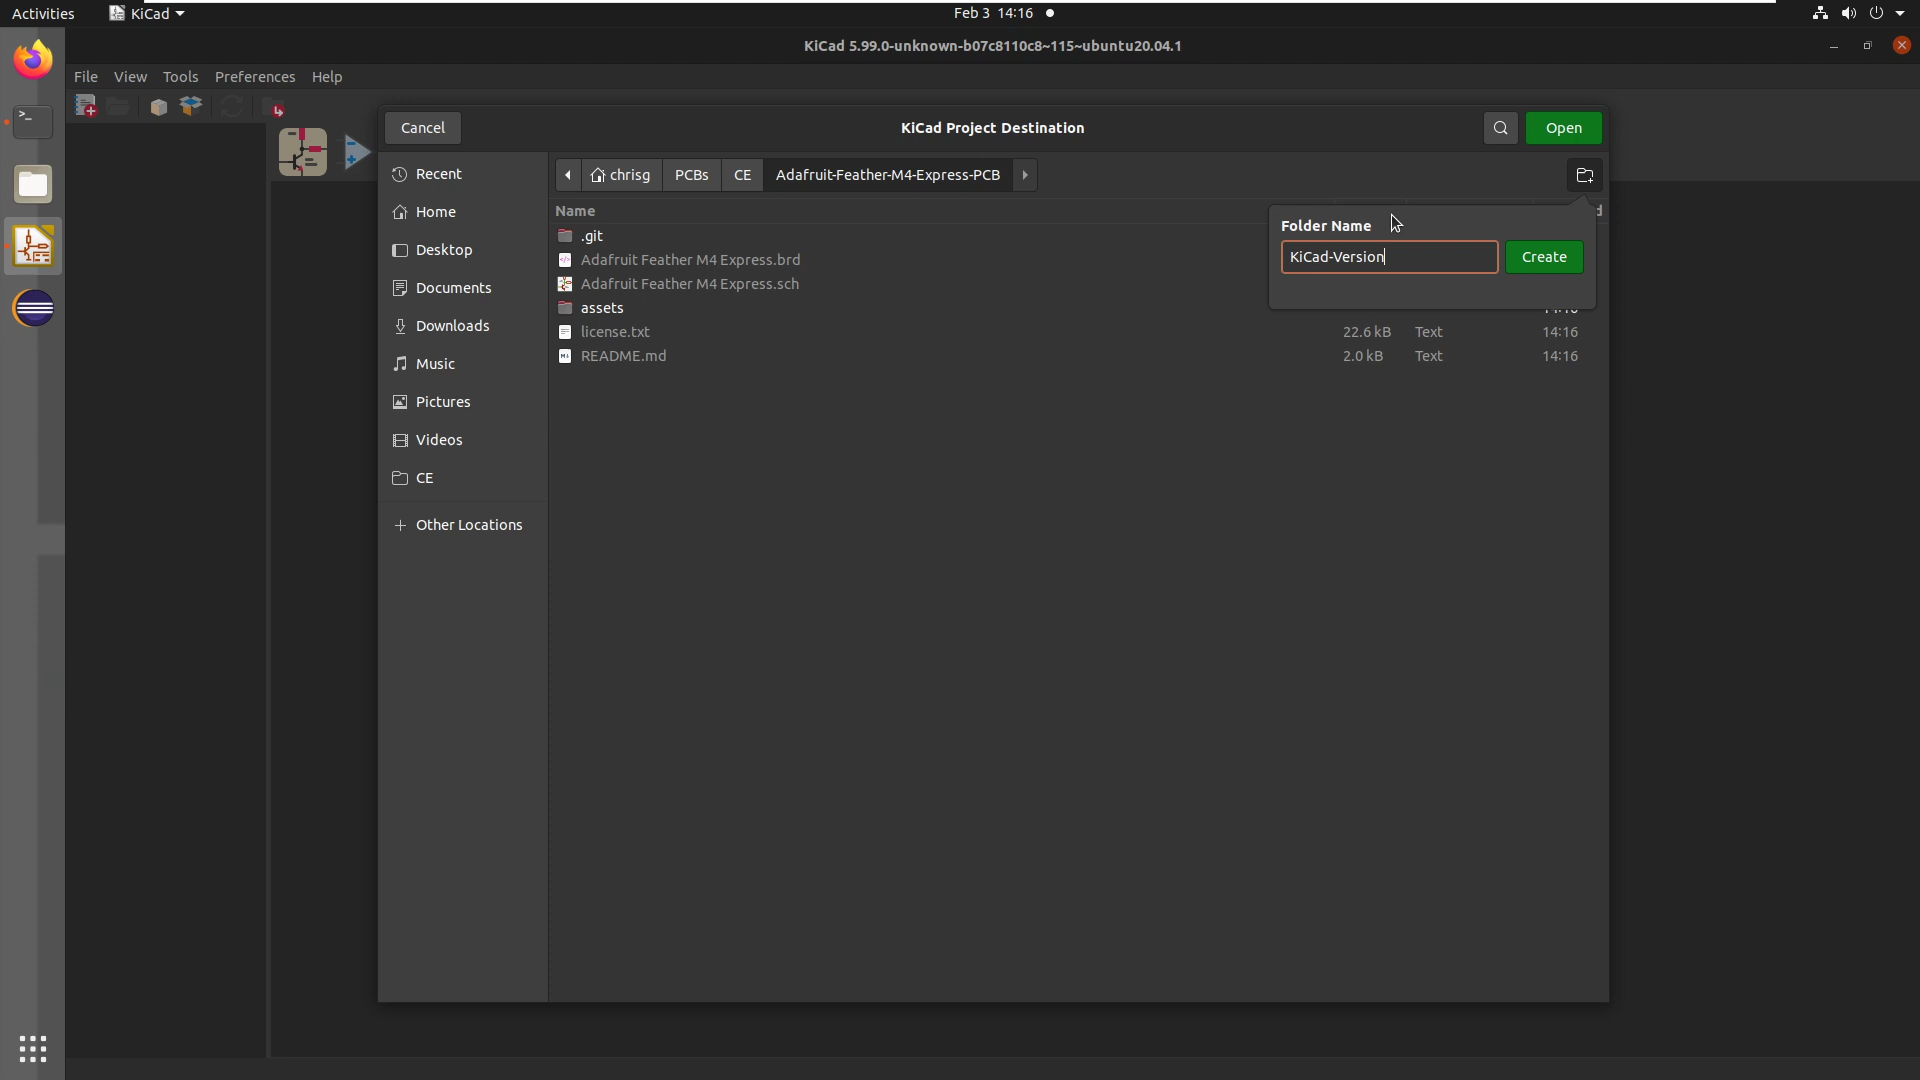 Activities KiCad Feb 3 14:16
KiCad 5.99.0-unknown-b07c8110c8~115~ubuntu20.04.1
File View Tools Preferences Help
Cancel KiCad Project Destination Open
Recent
Home
Desktop
Documents
Downloads
Music
Pictures
Videos
CE
Other Locations
chrisg PCBs CE Adafruit-Feather-M4-Express-PCB
Name
.git
Adafruit Feather M4 Express.brd
Adafruit Feather M4 Express.sch
assets
license.txt 22.6 kB Text 14:16
README.md 2.0 kB Text 14:16
Folder Name
KiCad-Version Create